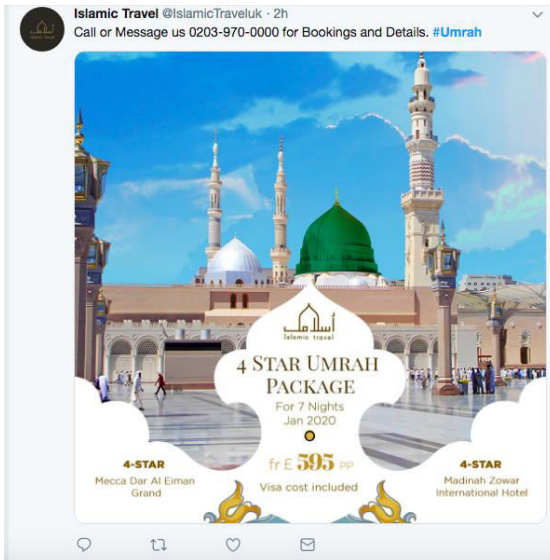 Islamic Travel @IslamicTraveluk · 2h
Call or Message us 0203-970-0000 for Bookings and Details. #Umrah
أسلامى
islamic travel
4 STAR UMRAH
PACKAGE
For 7 Nights
Jan 2020
fr £ 595 PP
Visa cost included
4-STAR
Mecca Dar Al Eiman
Grand
4-STAR
Madinah Zowar
International Hotel